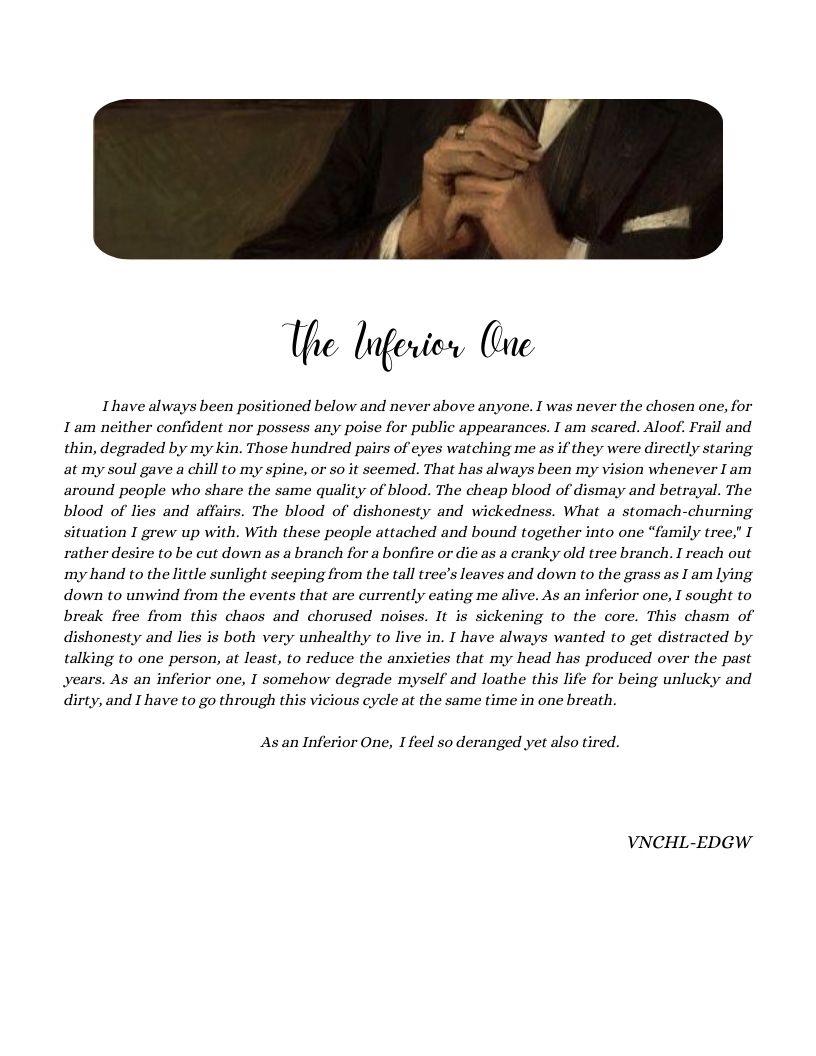 The Inferior One
I have always been positioned below and never above anyone. I was never the chosen one, for
I am neither confident nor possess any poise for public appearances. I am scared. Aloof. Frail and
thin, degraded by my kin. Those hundred pairs of eyes watching me as if they were directly staring
at my soul gave a chill to my spine, or so it seemed. That has always been my vision whenever I am
around people who share the same quality of blood. The cheap blood of dismay and betrayal. The
blood of lies and affairs. The blood of dishonesty and wickedness. What a stomach-churning
situation I grew up with. With these people attached and bound together into one “family tree," I
rather desire to be cut down as a branch for a bonfire or die as a cranky old tree branch. I reach out
my hand to the little sunlight seeping from the tall tree’s leaves and down to the grass as I am lying
down to unwind from the events that are currently eating me alive. As an inferior one, I sought to
break free from this chaos and chorused noises. It is sickening to the core. This chasm of
dishonesty and lies is both very unhealthy to live in. I have always wanted to get distracted by
talking to one person, at least, to reduce the anxieties that my head has produced over the past
years. As an inferior one, I somehow degrade myself and loathe this life for being unlucky and
dirty, and I have to go through this vicious cycle at the same time in one breath.
As an Inferior One, I feel so deranged yet also tired.
VNCHL-EDGW